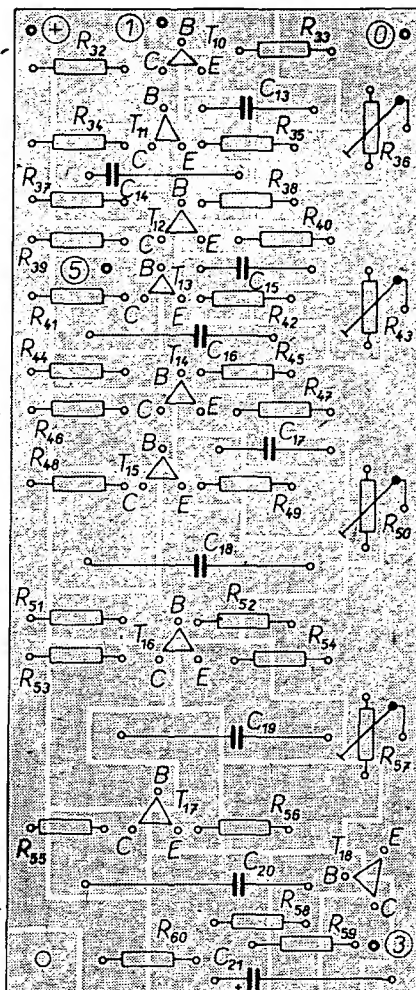 + 1 T10 0
R32 B R33
C E
B C13
R34 T11 R35 R36
C E
R37 C14 B R38
T12 R40
C E
R39 5 B T13 C15
R41 C E R42 R43
C16
R44 T14 R45
B
C E R47
R46
R48 T15 B C17
C E R49
R50
C18
R51 B R52
T16 R54
R53 C E
C19
R57
B T17
R55 C E R56 E
T18
C20 B
R58 C
R60 R59 3
C21 +